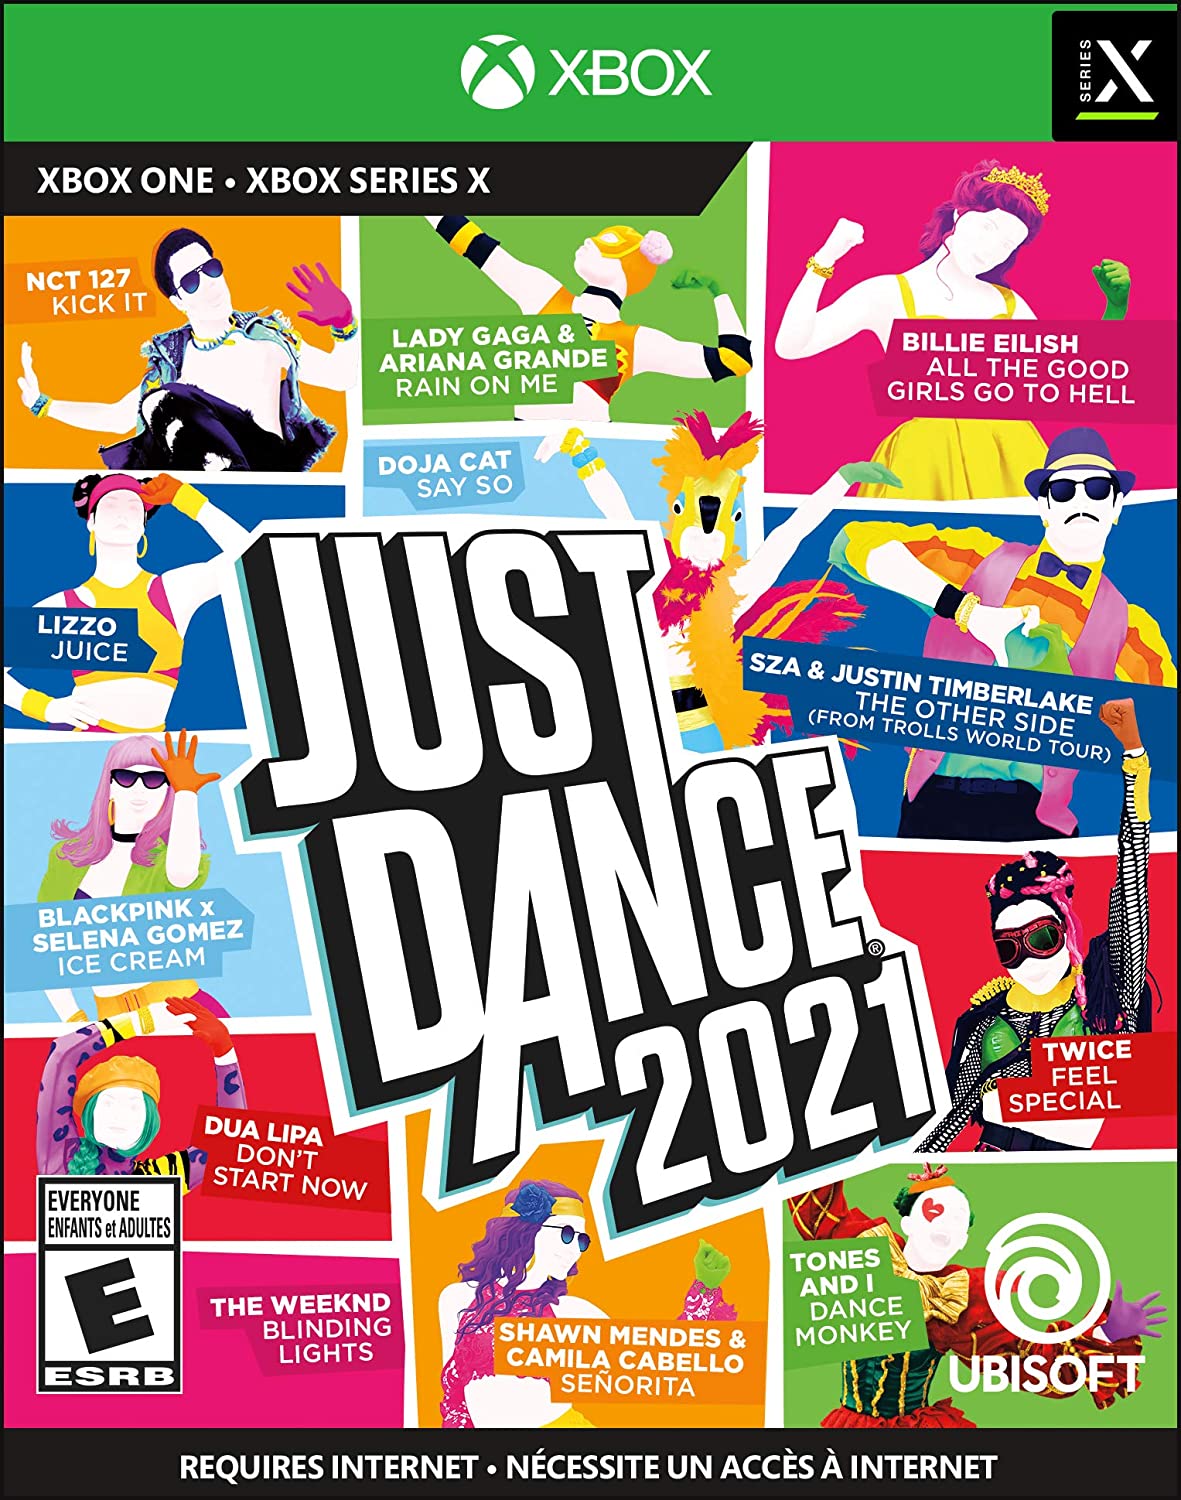 XBOX
SERIES X
XBOX ONE • XBOX SERIES X
NCT 127
KICK IT
LADY GAGA &
ARIANA GRANDE
RAIN ON ME
BILLIE EILISH
ALL THE GOOD
GIRLS GO TO HELL
DOJA CAT
SAY SO
LIZZO
JUICE
SZA & JUSTIN TIMBERLAKE
THE OTHER SIDE
(FROM TROLLS WORLD TOUR)
JUST
DANCE®
2021
BLACKPINK x
SELENA GOMEZ
ICE CREAM
TWICE
FEEL
SPECIAL
DUA LIPA
DON'T
START NOW
EVERYONE
ENFANTS et ADULTES
E
ESRB
THE WEEKND
BLINDING
LIGHTS
SHAWN MENDES &
CAMILA CABELLO
SEÑORITA
TONES
AND I
DANCE
MONKEY
UBISOFT
REQUIRES INTERNET • NÉCESSITE UN ACCÈS À INTERNET